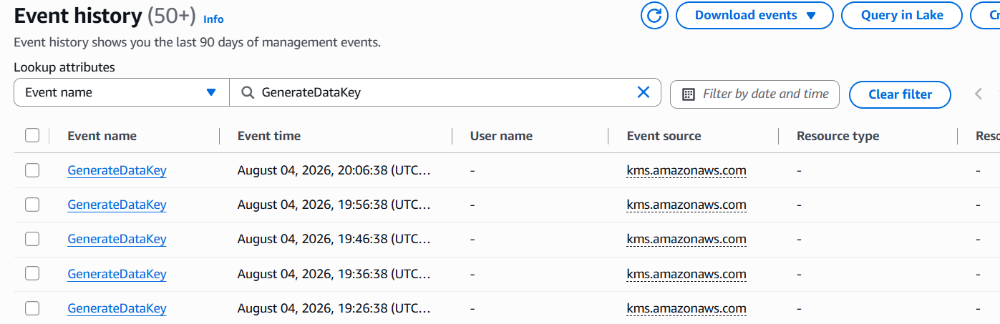 Event history (50+) Info
Download events
Query in Lake
Cr
Event history shows you the last 90 days of management events.
Lookup attributes
Event name
GenerateDataKey
Filter by date and time
Clear filter
Event name Event time User name Event source Resource type Reso
GenerateDataKey August 04, 2026, 20:06:38 (UTC... - kms.amazonaws.com - -
GenerateDataKey August 04, 2026, 19:56:38 (UTC... - kms.amazonaws.com - -
GenerateDataKey August 04, 2026, 19:46:38 (UTC... - kms.amazonaws.com - -
GenerateDataKey August 04, 2026, 19:36:38 (UTC... - kms.amazonaws.com - -
GenerateDataKey August 04, 2026, 19:26:38 (UTC... - kms.amazonaws.com - -